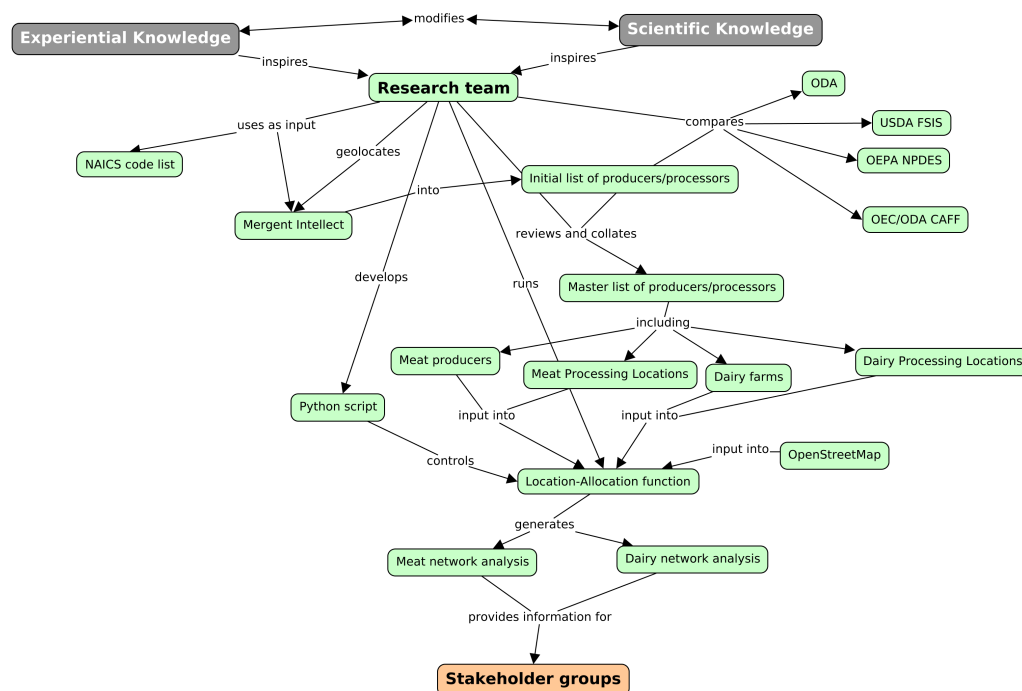 modifies
Experiential Knowledge
Scientific Knowledge
inspires
inspires
Research team
ODA
compares
USDA FSIS
uses as input
geolocates
NAICS code list
OEPA NPDES
Initial list of producers/processors
into
Mergent Intellect
OEC/ODA CAFF
reviews and collates
develops
runs
Master list of producers/processors
including
Meat producers
Meat Processing Locations
Dairy farms
Dairy Processing Locations
Python script
input into
input into
input into
OpenStreetMap
controls
Location-Allocation function
generates
Meat network analysis
Dairy network analysis
provides information for
Stakeholder groups